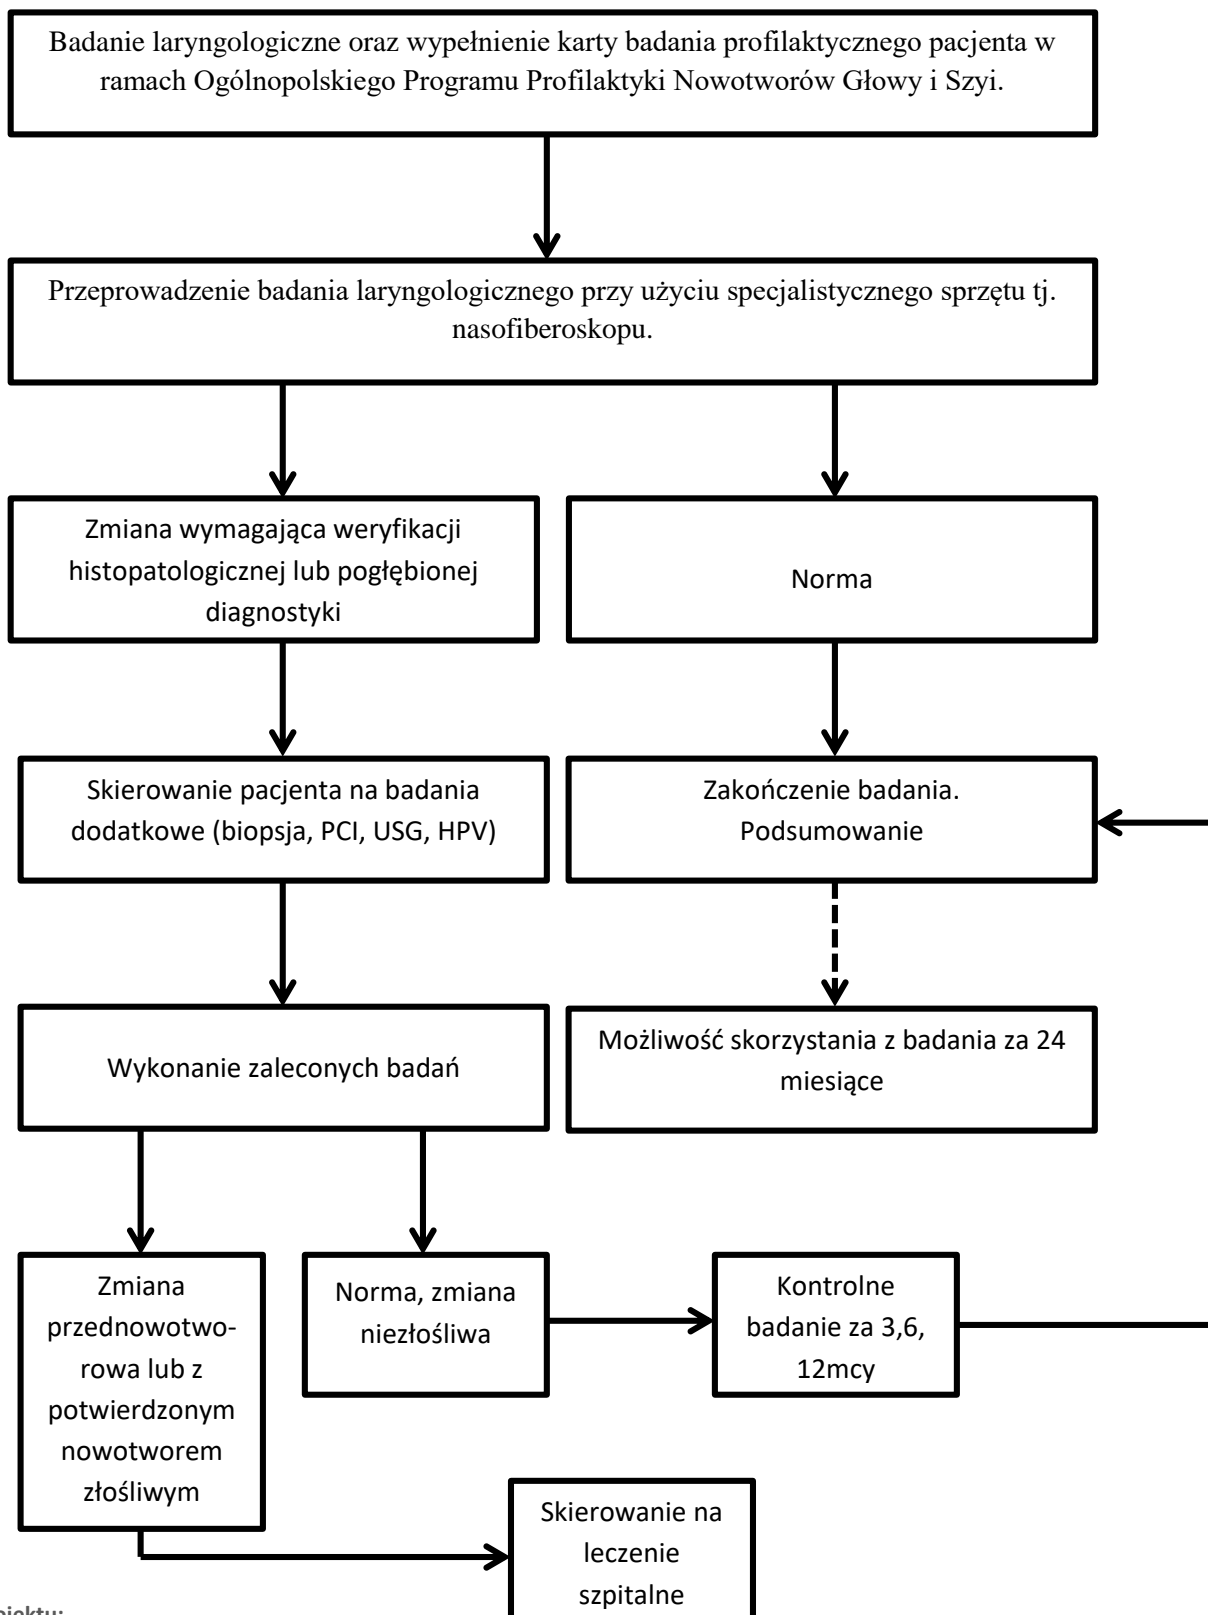 Badanie laryngologiczne oraz wypełnienie karty badania profilaktycznego pacjenta w
ramach Ogólnopolskiego Programu Profilaktyki Nowotworów Głowy i Szyi.
Przeprowadzenie badania laryngologicznego przy użyciu specjalistycznego sprzętu tj.
nasofiberoskopu.
Zmiana wymagająca weryfikacji
histopatologicznej lub pogłębionej
diagnostyki
Norma
Skierowanie pacjenta na badania
dodatkowe (biopsja, PCI, USG, HPV)
Zakończenie badania.
Podsumowanie
Wykonanie zaleconych badań
Możliwość skorzystania z badania za 24
miesiące
Zmiana
przednowotwo-
rowa lub z
potwierdzonym
nowotworem
złośliwym
Norma, zmiana
niezłośliwa
Kontrolne
badanie za 3,6,
12mcy
Skierowanie na
leczenie
szpitalne